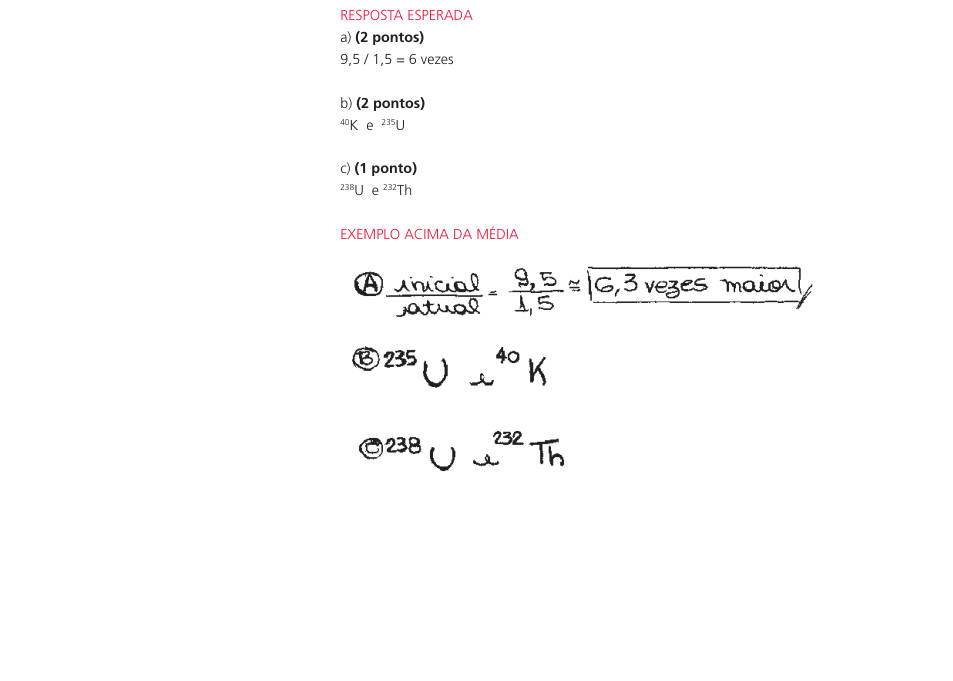 RESPOSTA ESPERADA
a) (2 pontos)
9,5 / 1,5 = 6 vezes
b) (2 pontos)
⁴⁰K e ²³⁵U
c) (1 ponto)
²³⁸U e ²³²Th
EXEMPLO ACIMA DA MÉDIA
A inicial/atual = 9,5/1,5 ≅ 6,3 vezes maior
B ²³⁵U e ⁴⁰K
C ²³⁸U e ²³²Th